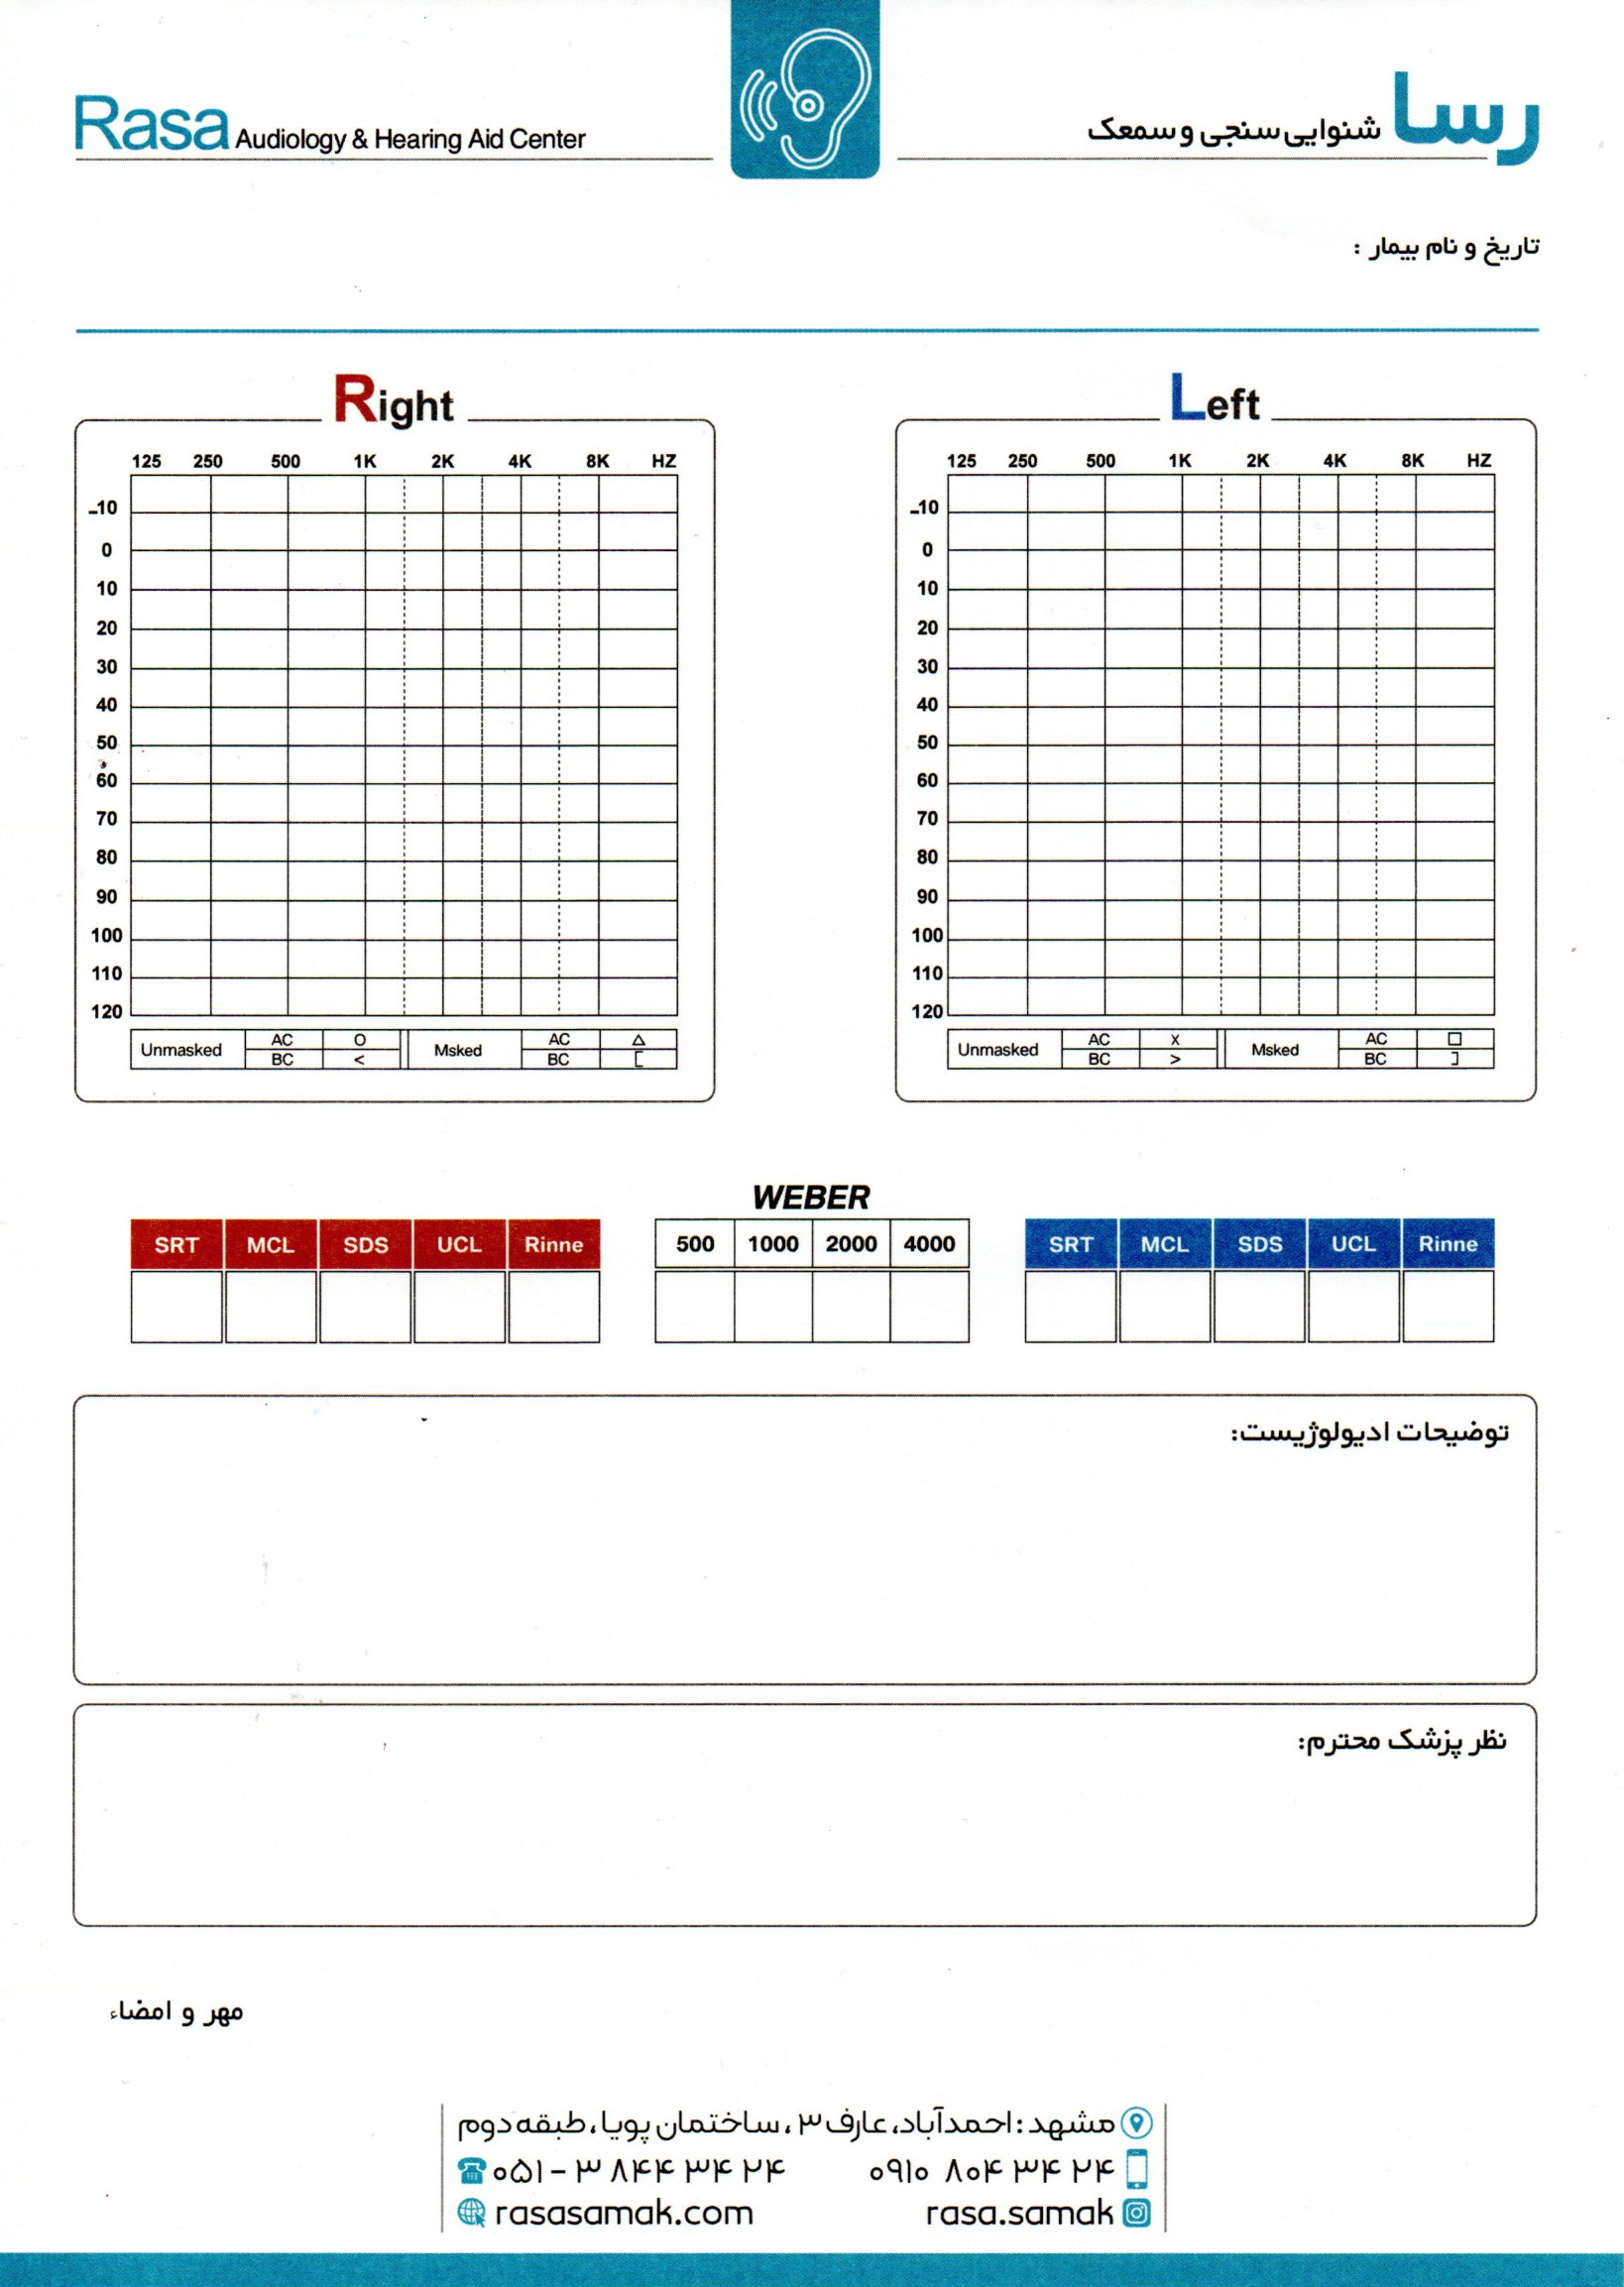 Rasa Audiology & Hearing Aid Center
رسا شنوایی سنجی و سمعک
تاریخ و نام بیمار :
Right
125 250 500 1K 2K 4K 8K HZ
-10
0
10
20
30
40
50
60
70
80
90
100
110
120
Unmasked AC O Msked AC △
BC < BC [
Left
125 250 500 1K 2K 4K 8K HZ
-10
0
10
20
30
40
50
60
70
80
90
100
110
120
Unmasked AC X Msked AC □
BC > BC ]
WEBER
SRT MCL SDS UCL Rinne
500 1000 2000 4000
SRT MCL SDS UCL Rinne
توضیحات ادیولوژیست:
نظر پزشک محترم:
مهر و امضاء
مشهد : احمدآباد، عارف ۳، ساختمان پویا، طبقه دوم
۰۹۱۰ ۸۰۴ ۳۴ ۲۴
۰۵۱ - ۳ ۸۴۴ ۳۴ ۲۴
rasa.samak
rasasamak.com